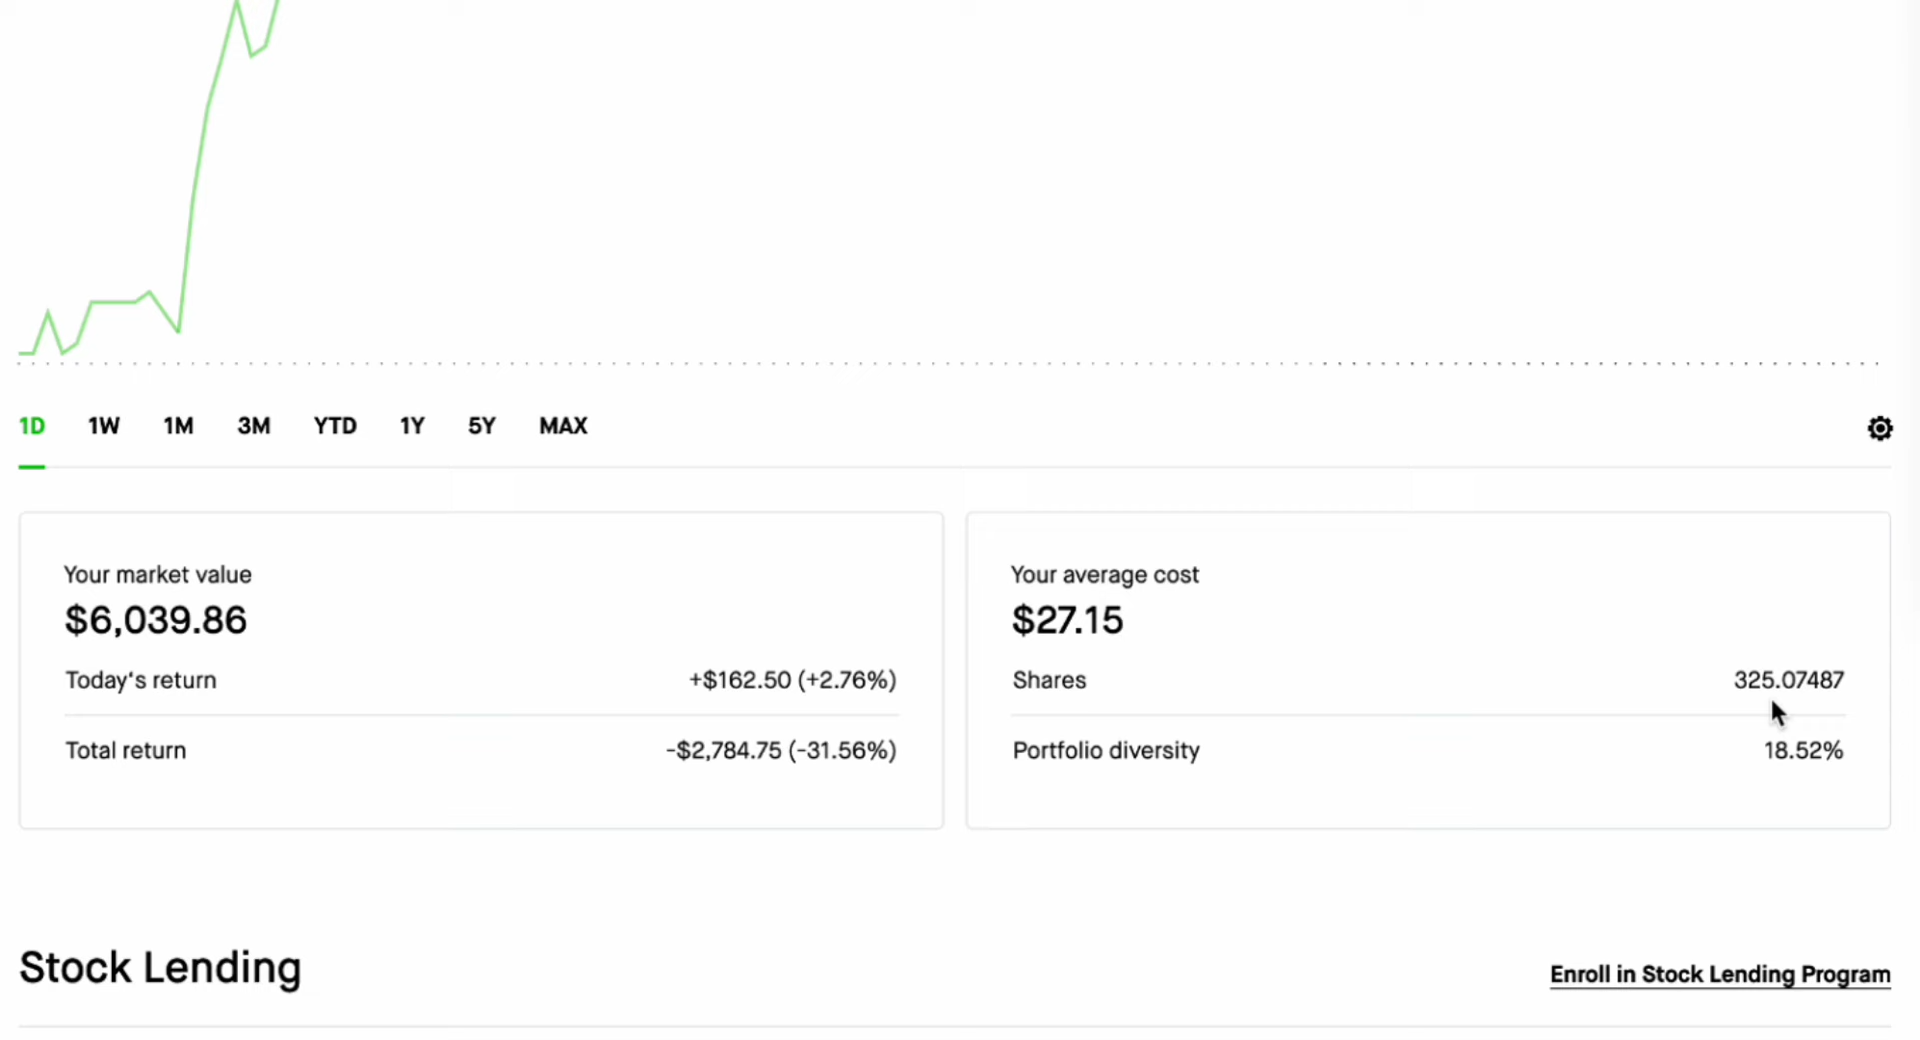 1D 1W 1M 3M YTD 1Y 5Y MAX
Your market value
$6,039.86
Today's return +$162.50 (+2.76%)
Total return -$2,784.75 (-31.56%)
Your average cost
$27.15
Shares 325.07487
Portfolio diversity 18.52%
Stock Lending
Enroll in Stock Lending Program